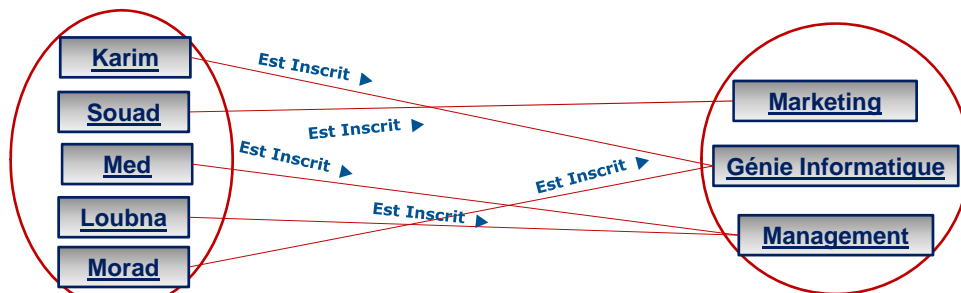 Karim
Est Inscrit ►
Souad
Marketing
Est Inscrit ►
Med
Est Inscrit ►
Est Inscrit ►
Génie Informatique
Loubna
Est Inscrit ►
Management
Morad